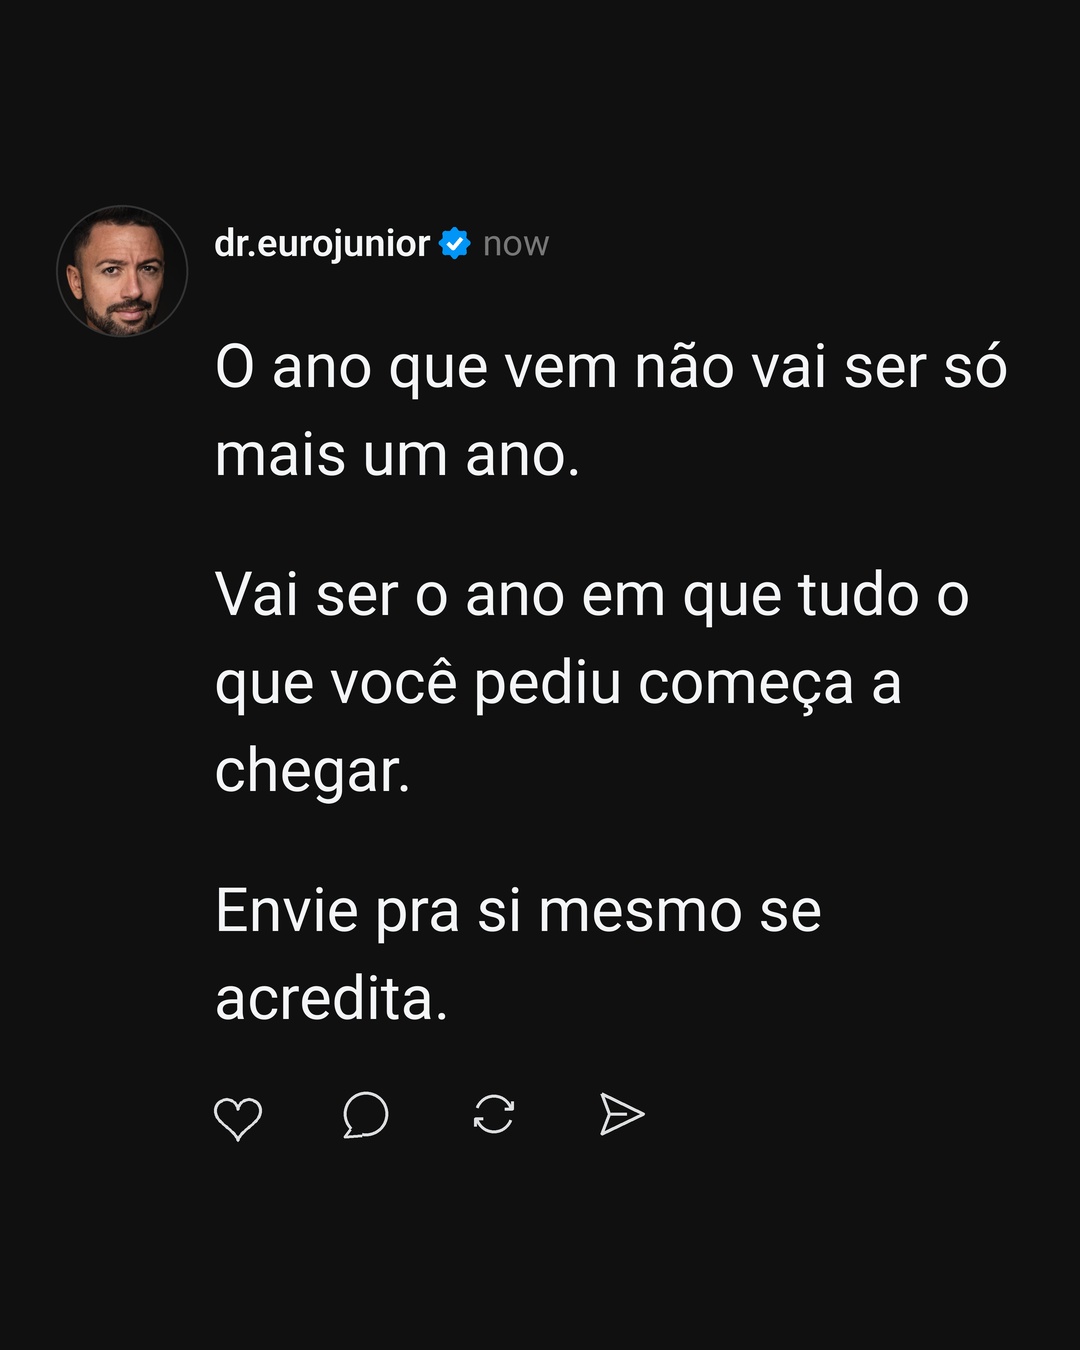 dr.eurojunior now
O ano que vem não vai ser só
mais um ano.
Vai ser o ano em que tudo o
que você pediu começa a
chegar.
Envie pra si mesmo se
acredita.